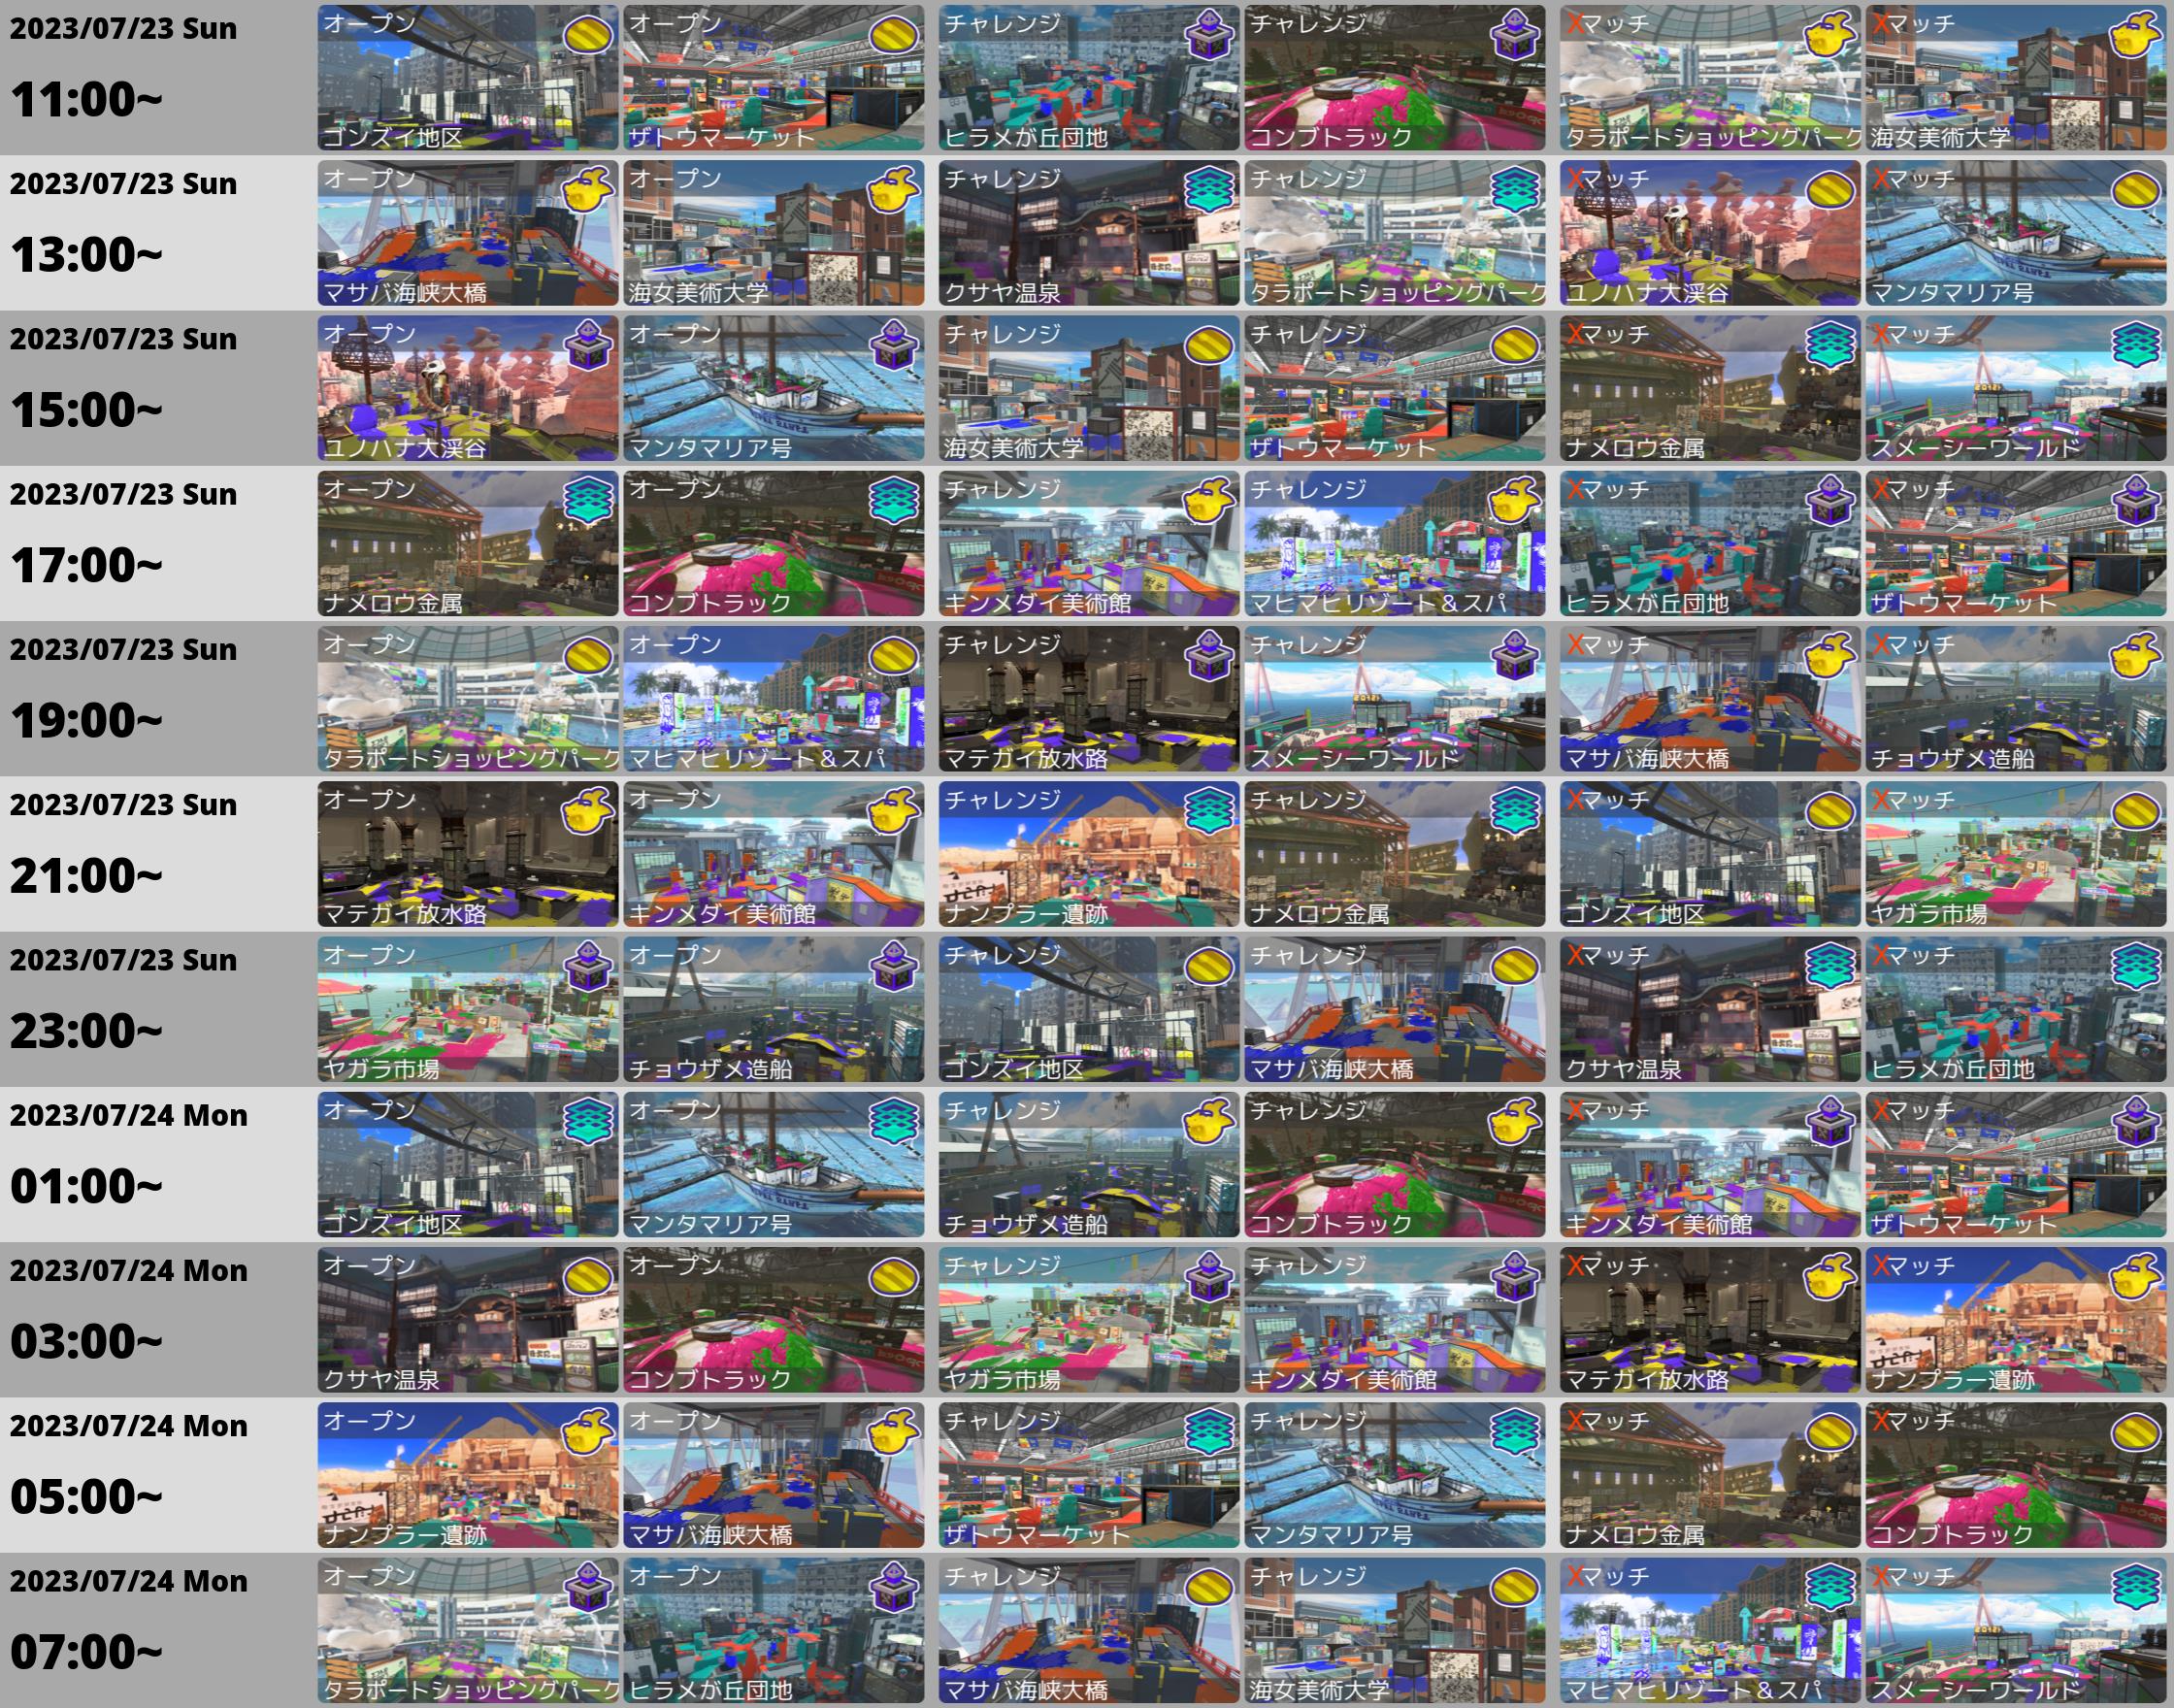 2023/07/23 Sun
11:00~
オープン
ゴンズイ地区
オープン
ザトウマーケット
チャレンジ
ヒラメが丘団地
チャレンジ
コンブトラック
Xマッチ
タラポートショッピングパーク
Xマッチ
海女美術大学
2023/07/23 Sun
13:00~
オープン
マサバ海峡大橋
オープン
海女美術大学
チャレンジ
クサヤ温泉
チャレンジ
タラポートショッピングパーク
Xマッチ
ユノハナ大渓谷
Xマッチ
マンタマリア号
2023/07/23 Sun
15:00~
オープン
ユノハナ大渓谷
オープン
マンタマリア号
チャレンジ
海女美術大学
チャレンジ
ザトウマーケット
Xマッチ
ナメロウ金属
Xマッチ
スメーシーワールド
2023/07/23 Sun
17:00~
オープン
ナメロウ金属
オープン
コンブトラック
チャレンジ
キンメダイ美術館
チャレンジ
マヒマヒリゾート＆スパ
Xマッチ
ヒラメが丘団地
Xマッチ
ザトウマーケット
2023/07/23 Sun
19:00~
オープン
タラポートショッピングパーク
オープン
マヒマヒリゾート＆スパ
チャレンジ
マテガイ放水路
チャレンジ
スメーシーワールド
Xマッチ
マサバ海峡大橋
Xマッチ
チョウザメ造船
2023/07/23 Sun
21:00~
オープン
マテガイ放水路
オープン
キンメダイ美術館
チャレンジ
ナンプラー遺跡
チャレンジ
ナメロウ金属
Xマッチ
ゴンズイ地区
Xマッチ
ヤガラ市場
2023/07/23 Sun
23:00~
オープン
ヤガラ市場
オープン
チョウザメ造船
チャレンジ
ゴンズイ地区
チャレンジ
マサバ海峡大橋
Xマッチ
クサヤ温泉
Xマッチ
ヒラメが丘団地
2023/07/24 Mon
01:00~
オープン
ゴンズイ地区
オープン
マンタマリア号
チャレンジ
チョウザメ造船
チャレンジ
コンブトラック
Xマッチ
キンメダイ美術館
Xマッチ
ザトウマーケット
2023/07/24 Mon
03:00~
オープン
クサヤ温泉
オープン
コンブトラック
チャレンジ
ヤガラ市場
チャレンジ
キンメダイ美術館
Xマッチ
マテガイ放水路
Xマッチ
ナンプラー遺跡
2023/07/24 Mon
05:00~
オープン
ナンプラー遺跡
オープン
マサバ海峡大橋
チャレンジ
ザトウマーケット
チャレンジ
マンタマリア号
Xマッチ
ナメロウ金属
Xマッチ
コンブトラック
2023/07/24 Mon
07:00~
オープン
タラポートショッピングパーク
オープン
ヒラメが丘団地
チャレンジ
マサバ海峡大橋
チャレンジ
海女美術大学
Xマッチ
マヒマヒリゾート＆スパ
Xマッチ
スメーシーワールド